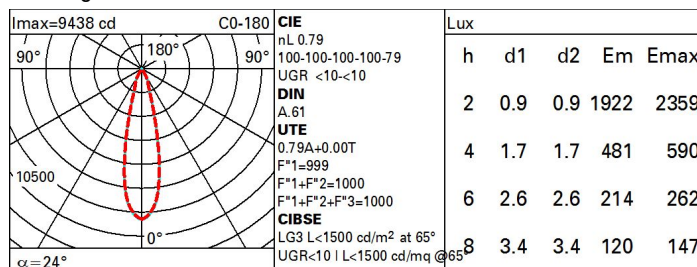 Imax=9438 cd C0-180
90° 180° 90°
10500
0°
α=24°
CIE
nL 0.79
100-100-100-100-79
UGR <10-<10
DIN
A.61
UTE
0.79A+0.00T
F"1=999
F"1+F"2=1000
F"1+F"2+F"3=1000
CIBSE
LG3 L<1500 cd/m² at 65°
UGR<10 | L<1500 cd/mq @65°
Lux
h d1 d2 Em Emax
2 0.9 0.9 1922 2359
4 1.7 1.7 481 590
6 2.6 2.6 214 262
8 3.4 3.4 120 147